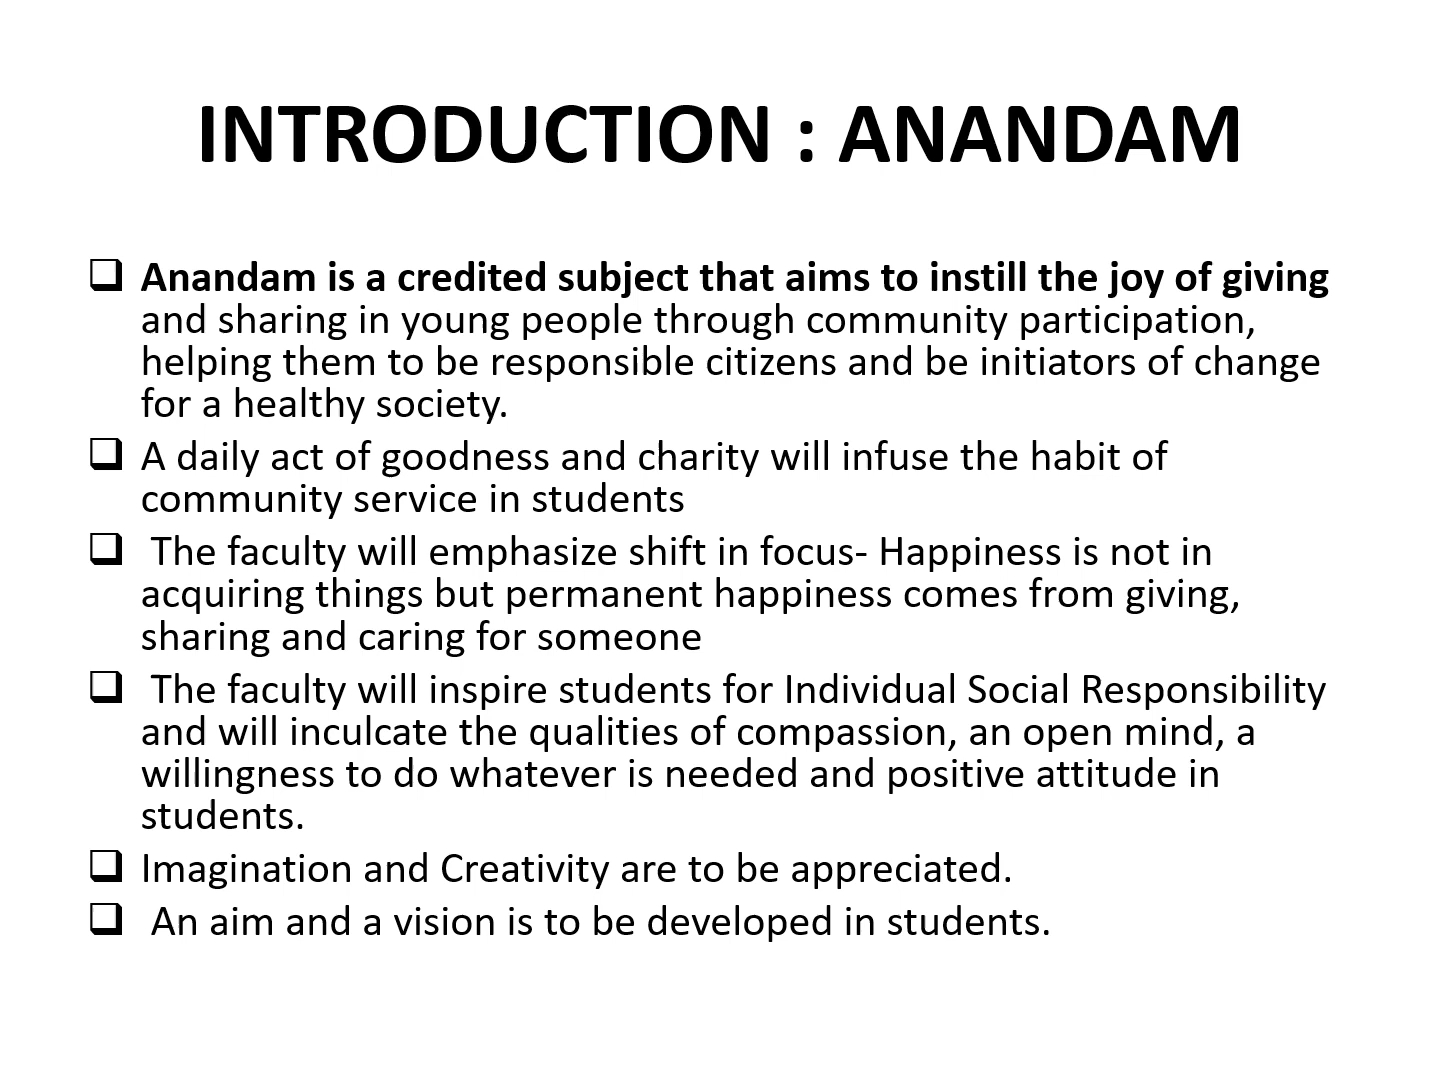 INTRODUCTION : ANANDAM
❑ Anandam is a credited subject that aims to instill the joy of giving
and sharing in young people through community participation,
helping them to be responsible citizens and be initiators of change
for a healthy society.
❑ A daily act of goodness and charity will infuse the habit of
community service in students
❑ The faculty will emphasize shift in focus- Happiness is not in
acquiring things but permanent happiness comes from giving,
sharing and caring for someone
❑ The faculty will inspire students for Individual Social Responsibility
and will inculcate the qualities of compassion, an open mind, a
willingness to do whatever is needed and positive attitude in
students.
❑ Imagination and Creativity are to be appreciated.
❑ An aim and a vision is to be developed in students.